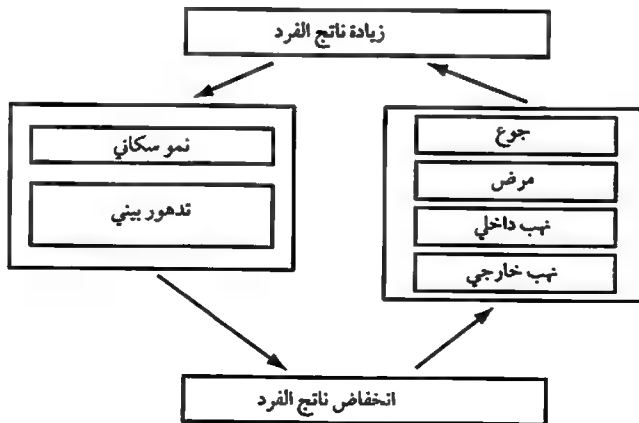 زيادة ناتج الفرد
جوع
مرض
نهب داخلي
نهب خارجي
نمو سكاني
تدهور بيئي
انخفاض ناتج الفرد